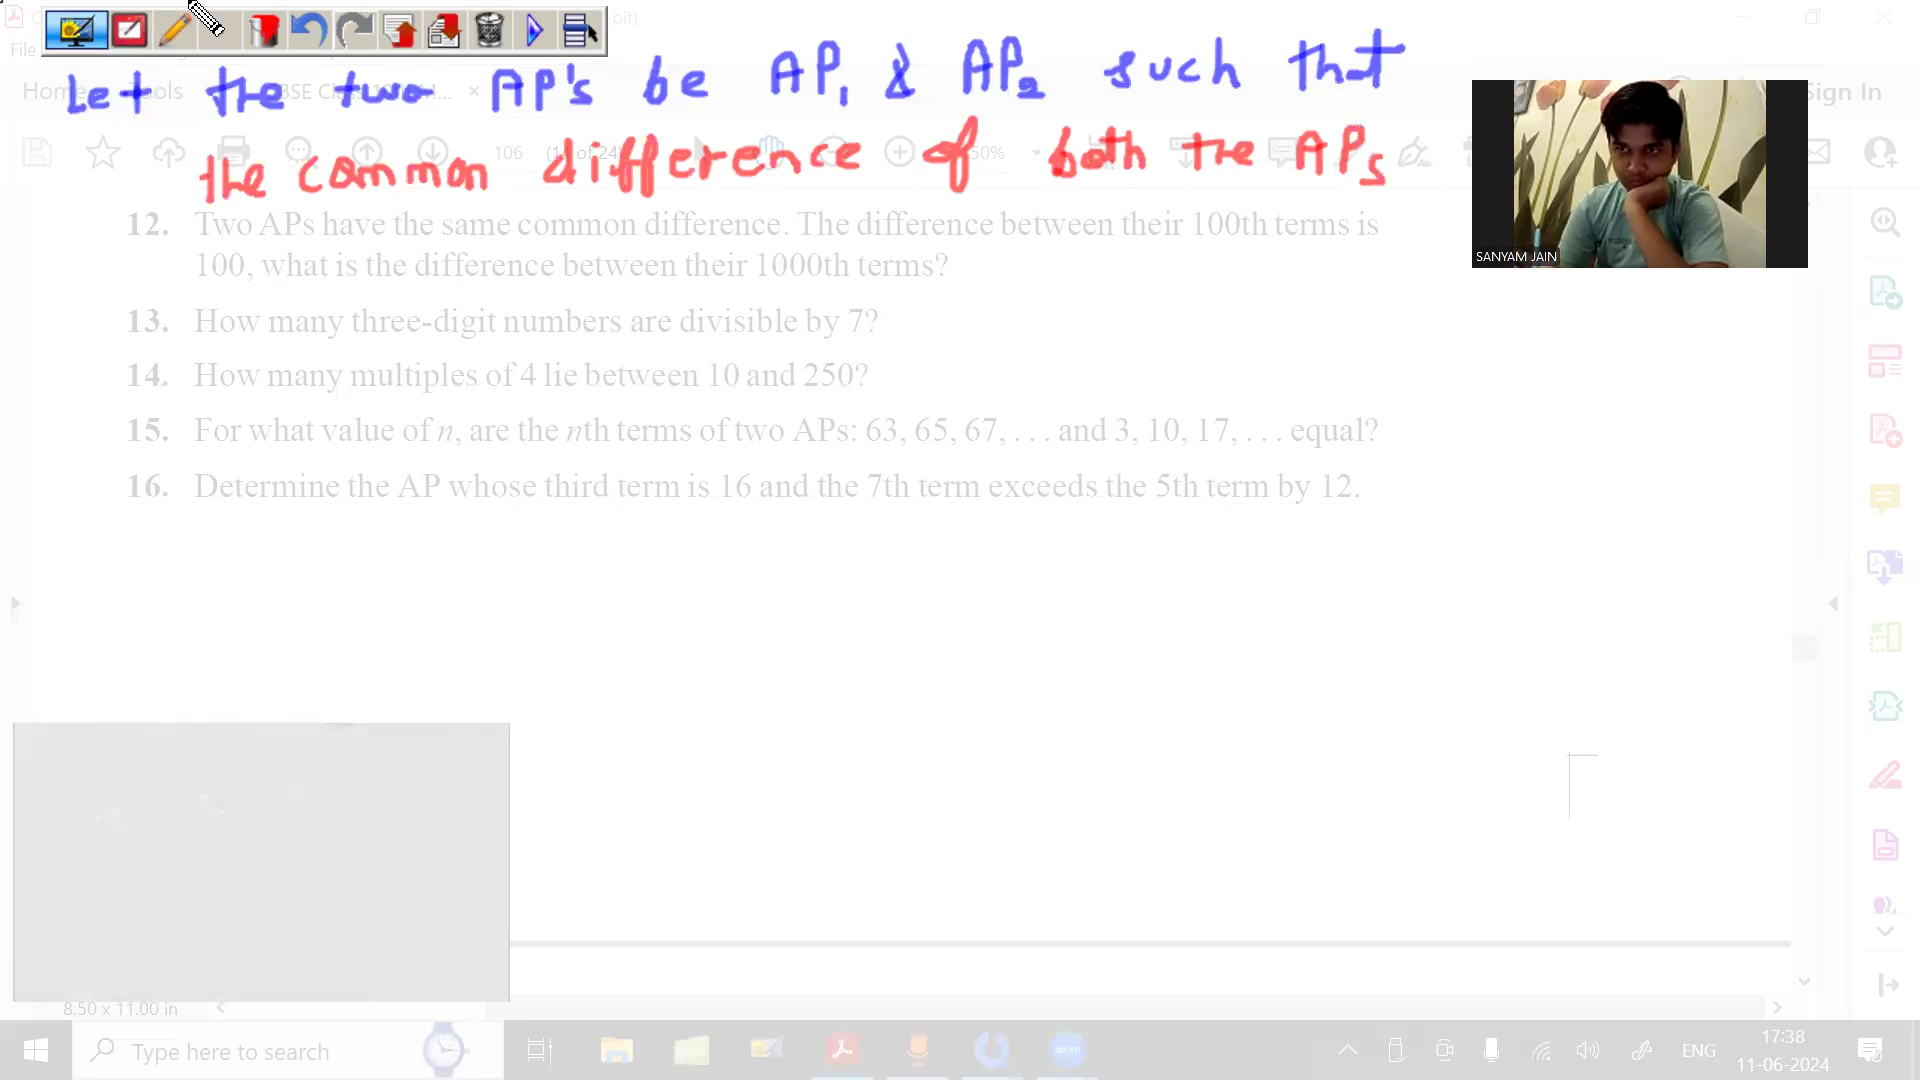 File
Let the two AP's be AP1 & AP2 such that
Sign In
the common difference of both the APs
106
12. Two APs have the same common difference. The difference between their 100th terms is
100, what is the difference between their 1000th terms?
SANYAM JAIN
13. How many three-digit numbers are divisible by 7?
14. How many multiples of 4 lie between 10 and 250?
15. For what value of n, are the nth terms of two APs: 63, 65, 67, . . . and 3, 10, 17, . . . equal?
16. Determine the AP whose third term is 16 and the 7th term exceeds the 5th term by 12.
8.50 x 11.00 in
Type here to search
zoom
ENG
17:38
11-06-2024